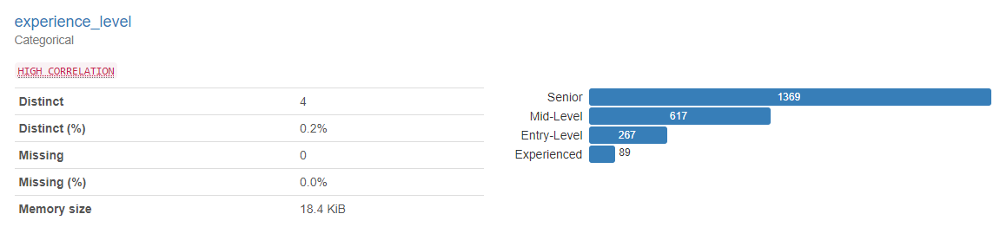 experience_level
Categorical
HIGH CORRELATION
Distinct 4
Distinct (%) 0.2%
Missing 0
Missing (%) 0.0%
Memory size 18.4 KiB
Senior 1369
Mid-Level 617
Entry-Level 267
Experienced 89